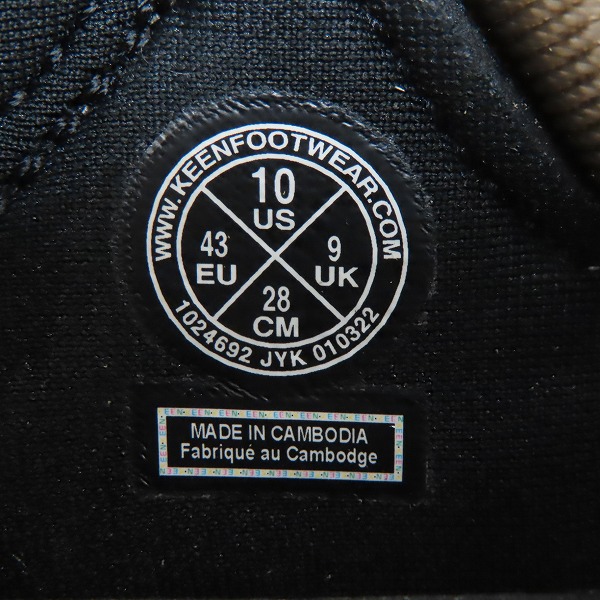 WWW.KEENFOOTWEAR.COM
10
US
43
EU
9
UK
28
CM
1024692 JYK 010322
MADE IN CAMBODIA
Fabriqué au Cambodge